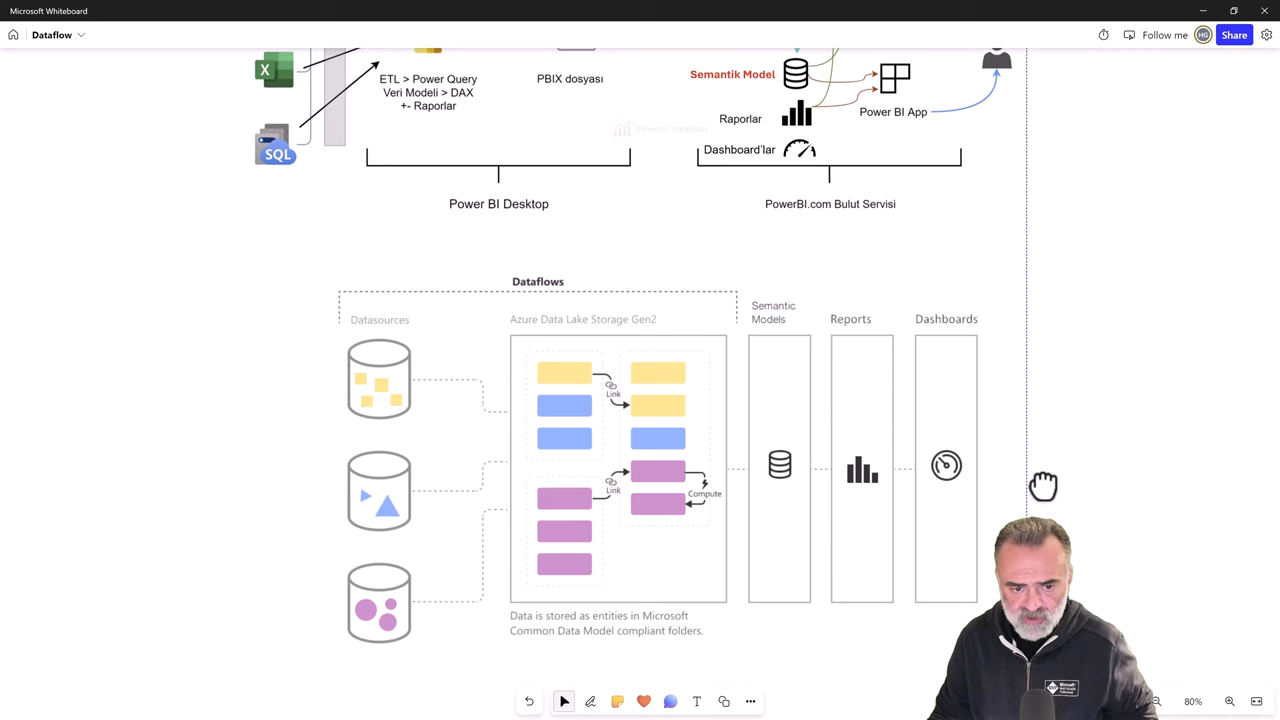 Microsoft Whiteboard
Dataflow
Follow me
HG
Share
X
ETL > Power Query
Veri Modeli > DAX
+- Raporlar
PBIX dosyası
Semantik Model
Raporlar
Power BI App
Dashboard'lar
SQL
Power BI Desktop
PowerBI.com Bulut Servisi
Dataflows
Datasources
Azure Data Lake Storage Gen2
Semantic
Models
Reports
Dashboards
Link
Link
Compute
Data is stored as entities in Microsoft
Common Data Model compliant folders.
Microsoft
80%